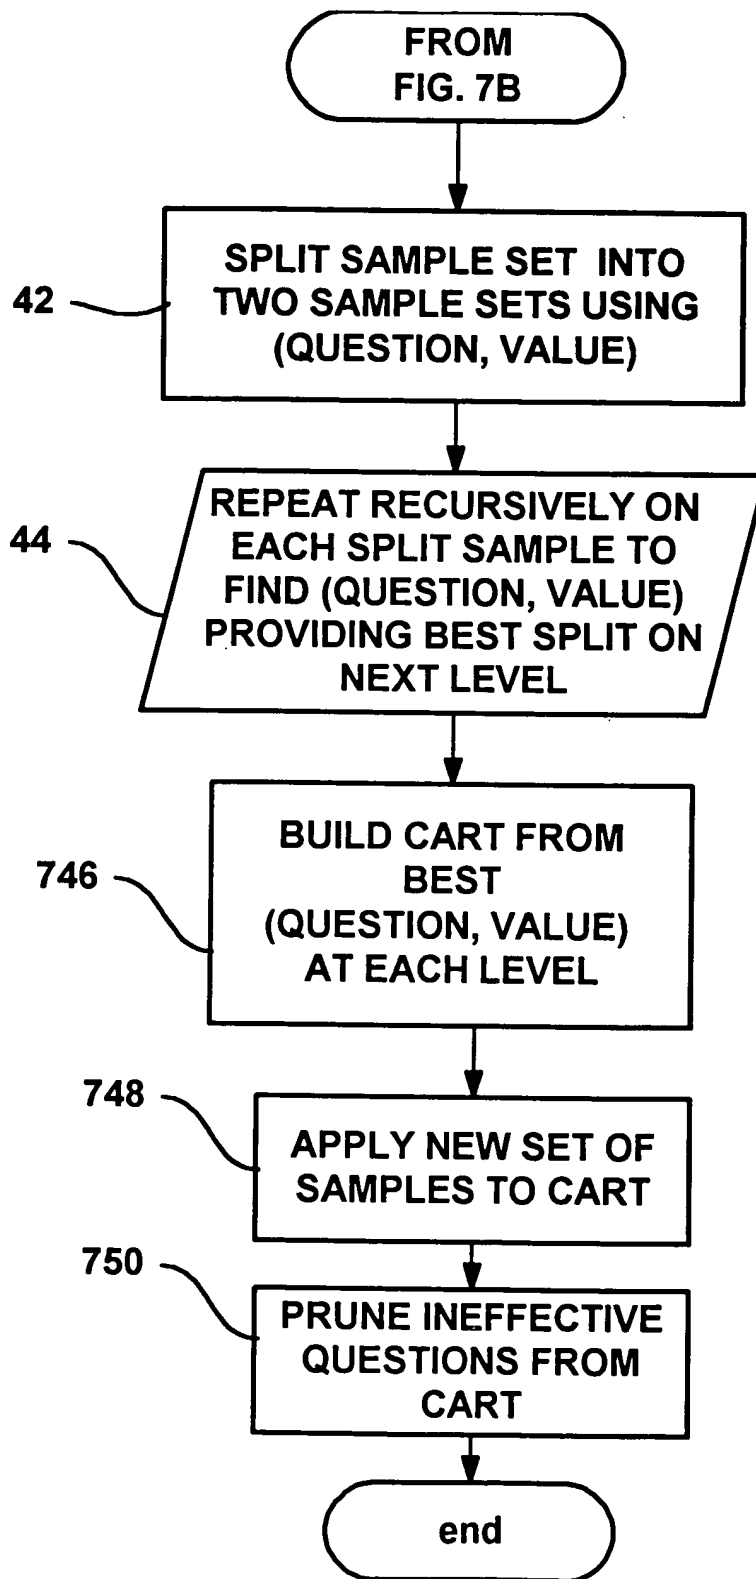 FROM
FIG. 7B
42
SPLIT SAMPLE SET INTO
TWO SAMPLE SETS USING
(QUESTION, VALUE)
44
REPEAT RECURSIVELY ON
EACH SPLIT SAMPLE TO
FIND (QUESTION, VALUE)
PROVIDING BEST SPLIT ON
NEXT LEVEL
746
BUILD CART FROM
BEST
(QUESTION, VALUE)
AT EACH LEVEL
748
APPLY NEW SET OF
SAMPLES TO CART
750
PRUNE INEFFECTIVE
QUESTIONS FROM
CART
end